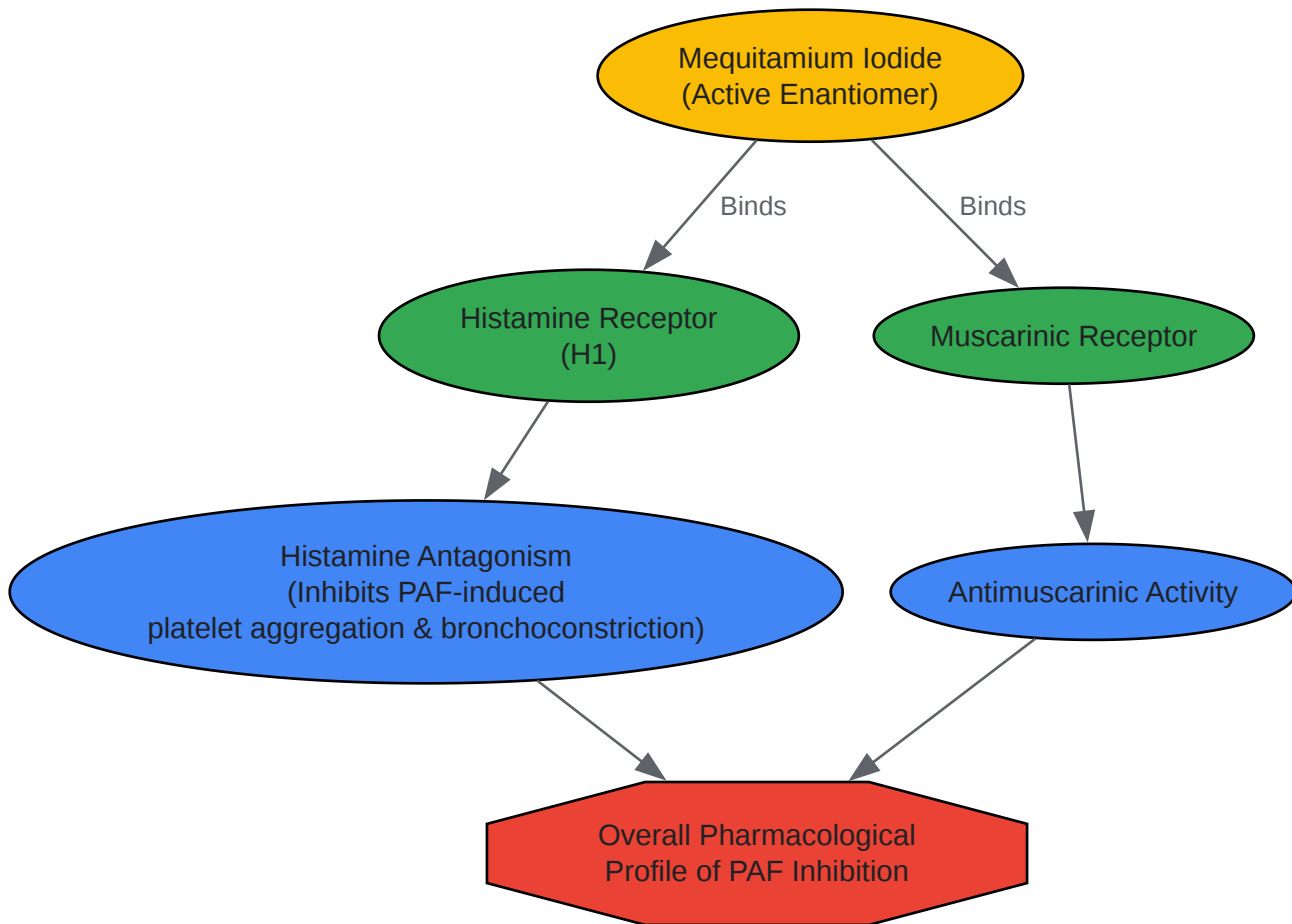 Mequitamium Iodide
(Active Enantiomer)
Binds
Binds
Histamine Receptor
(H1)
Muscarinic Receptor
Histamine Antagonism
(Inhibits PAF-induced
platelet aggregation & bronchoconstriction)
Antimuscarinic Activity
Overall Pharmacological
Profile of PAF Inhibition